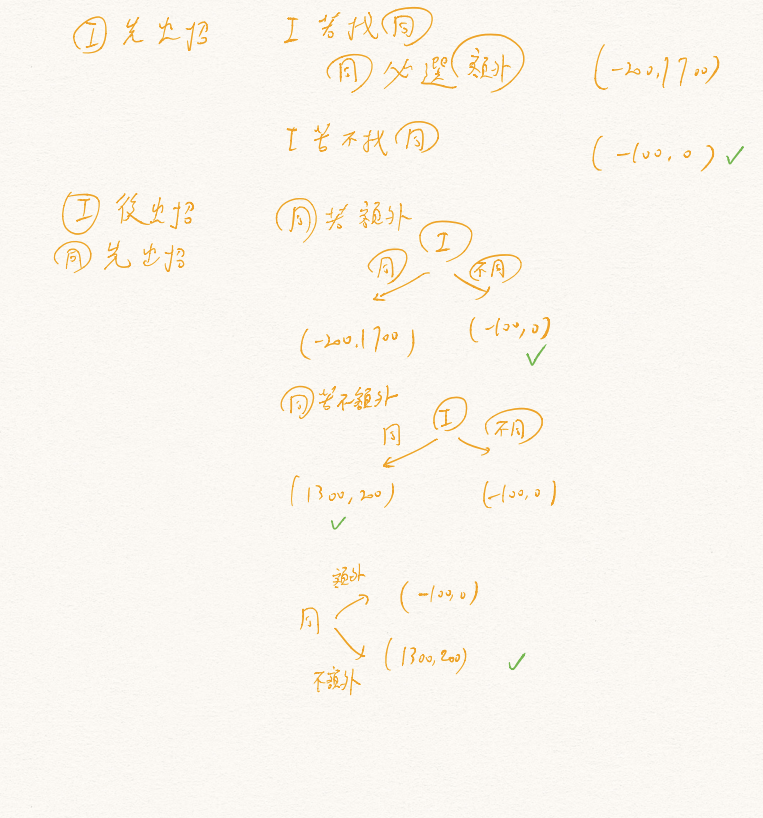 I 先出招
I 若找同
同必選額外 (-200, 1700)
I 若不找同 (-100, 0) ✓
I 後出招
同先出招
同若額外
I
同 不同
(-200, 1700) (-100, 0)
✓
同若不額外
I
同 不同
(1300, 200) (-100, 0)
✓
額外
(-100, 0)
同
(1300, 200) ✓
不額外